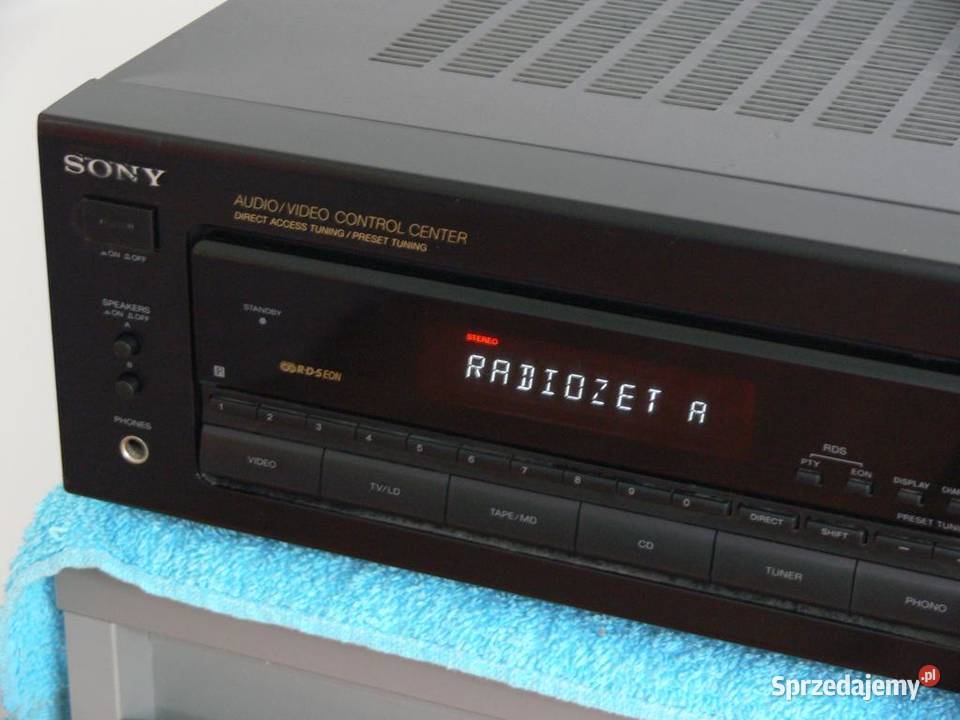 SONY
AUDIO/VIDEO CONTROL CENTER
DIRECT ACCESS TUNING/PRESET TUNING
ON OFF
SPEAKERS
ON OFF
A
B
PHONES
STANDBY
STEREO
RADIOZET A
P
R·D·S EON
1 2 3 4 5 6 7 8 9 0
DIRECT SHIFT −
RDS
PTY EON
DISPLAY
PRESET
VIDEO TV/LD TAPE/MD CD TUNER PHONO
Sprzedajemy.pl